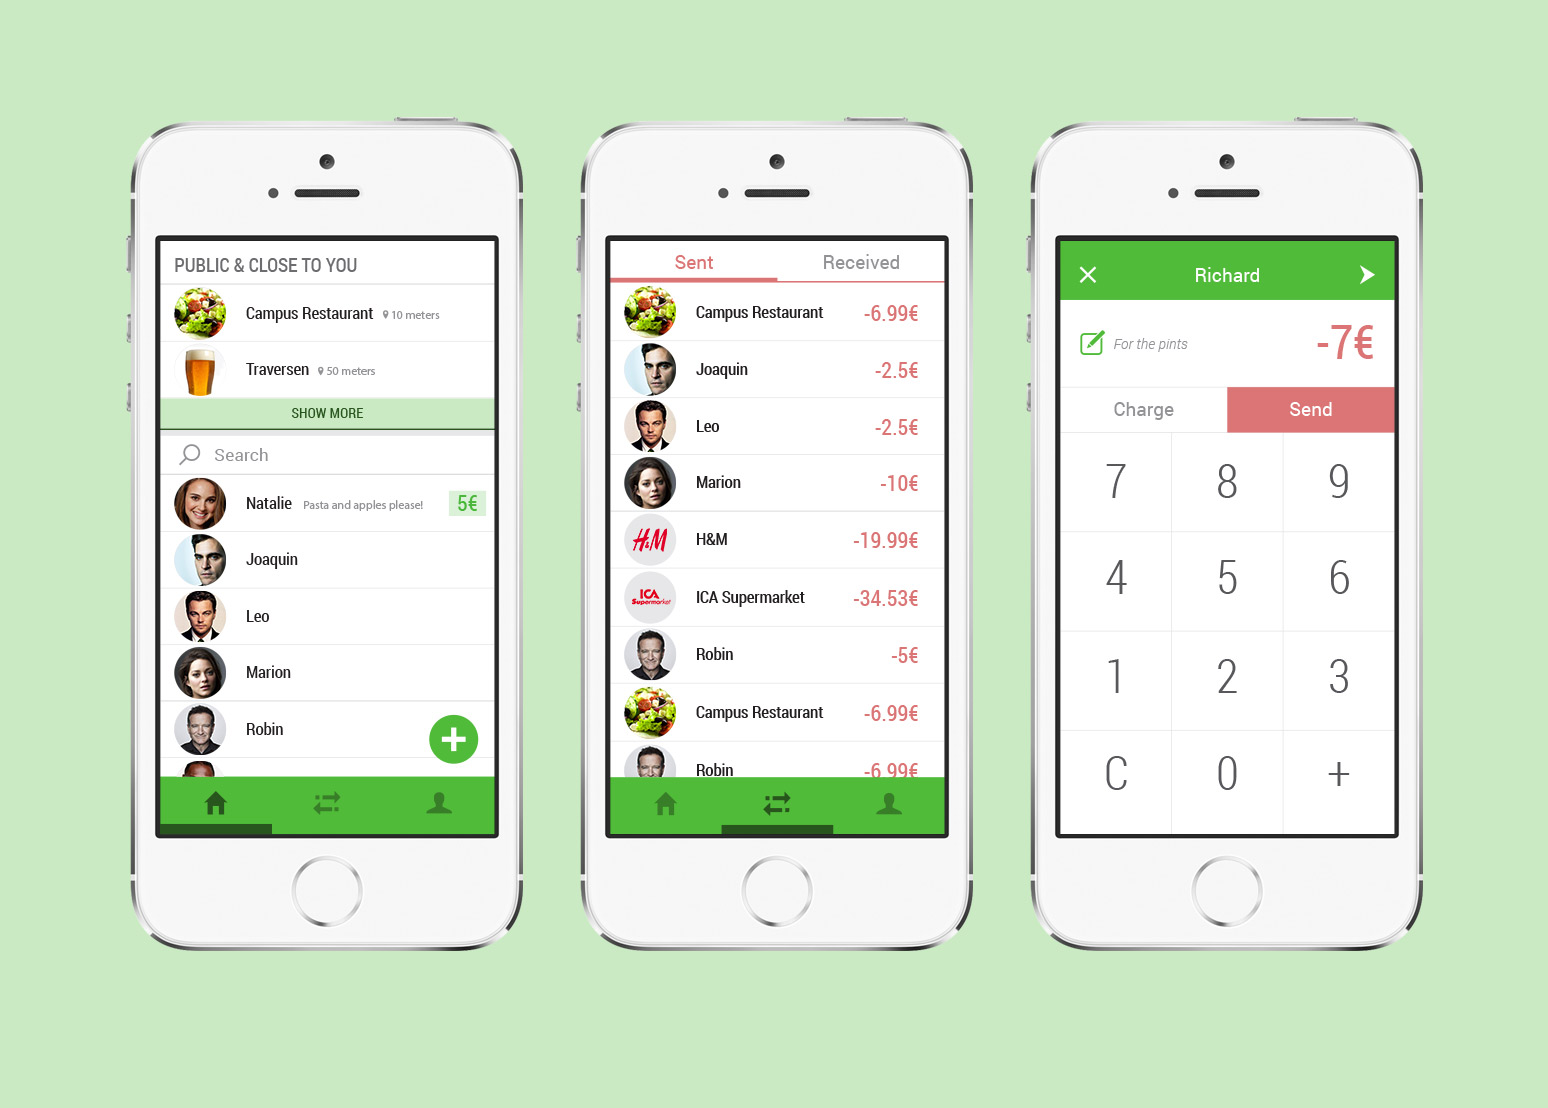 PUBLIC & CLOSE TO YOU
Campus Restaurant 10 meters
Traversen 50 meters
SHOW MORE
Search
Natalie Pasta and apples please! 5€
Joaquin
Leo
Marion
Robin
Sent Received
Campus Restaurant -6.99€
Joaquin -2.5€
Leo -2.5€
Marion -10€
H&M H&M -19.99€
ICA
Supermarket
ICA Supermarket -34.53€
Robin -5€
Campus Restaurant -6.99€
Robin -6.99€
Richard
For the pints -7€
Charge Send
7 8 9
4 5 6
1 2 3
C 0 +